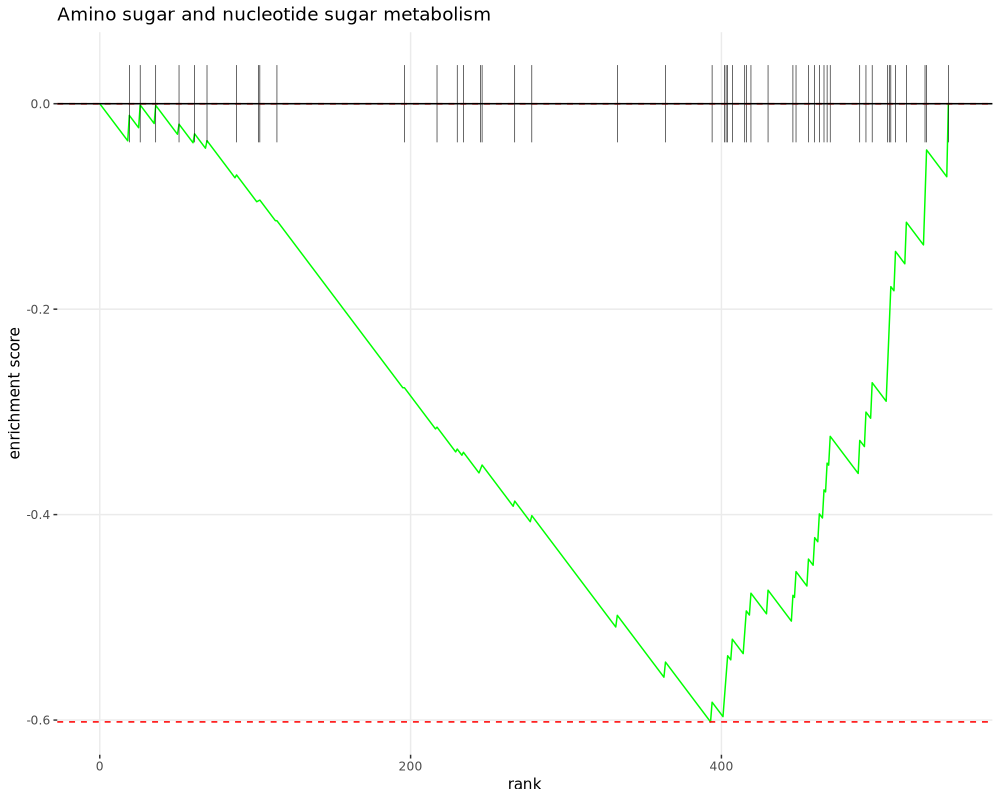 Amino sugar and nucleotide sugar metabolism
0.0
-0.2
-0.4
-0.6
enrichment score
0
200
400
rank